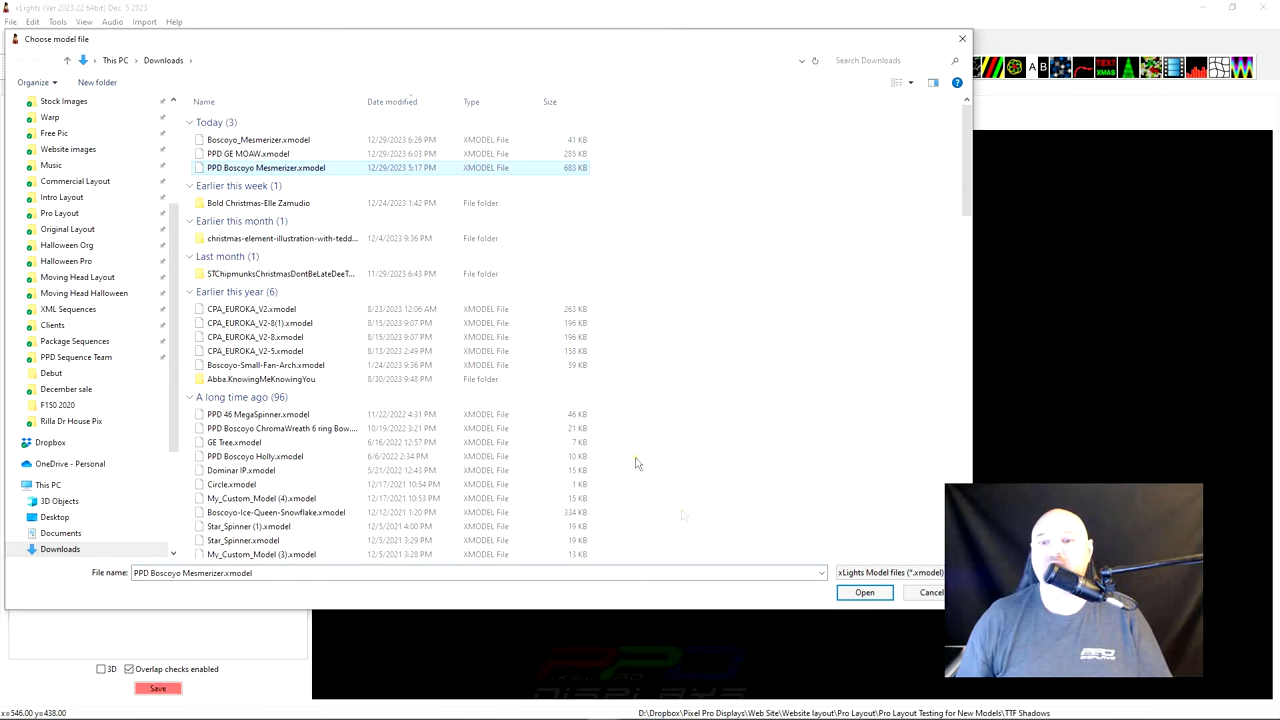 xLights (Ver 2023.22 64bit) Dec. 5 2023
File Edit Tools View Audio Import Help
Choose model file
This PC > Downloads >
Search Downloads
Organize New folder
Name Date modified Type Size
Stock Images
Warp
Free Pic
Website images
Music
Commercial Layout
Intro Layout
Pro Layout
Original Layout
Halloween Org
Halloween Pro
Moving Head Layout
Moving Head Halloween
XML Sequences
Clients
Package Sequences
PPD Sequence Team
Debut
December sale
F150 2020
Rilla Dr House Pix
Dropbox
OneDrive - Personal
This PC
3D Objects
Desktop
Documents
Downloads
Today (3)
Boscoyo_Mesmerizer.xmodel 12/29/2023 6:26 PM XMODEL File 41 KB
PPD GE MOAW.xmodel 12/29/2023 6:03 PM XMODEL File 285 KB
PPD Boscoyo Mesmerizer.xmodel 12/29/2023 5:17 PM XMODEL File 683 KB
Earlier this week (1)
Bold Christmas-Elle Zamudio 12/24/2023 1:42 PM File folder
Earlier this month (1)
christmas-element-illustration-with-tedd... 12/4/2023 9:36 PM File folder
Last month (1)
STChipmunksChristmasDontBeLateDeeT... 11/29/2023 6:43 PM File folder
Earlier this year (6)
CPA_EUROKA_V2.xmodel 8/23/2023 12:06 AM XMODEL File 263 KB
CPA_EUROKA_V2-8(1).xmodel 8/15/2023 9:07 PM XMODEL File 196 KB
CPA_EUROKA_V2-8.xmodel 8/15/2023 9:07 PM XMODEL File 196 KB
CPA_EUROKA_V2-5.xmodel 8/13/2023 2:49 PM XMODEL File 158 KB
Boscoyo-Small-Fan-Arch.xmodel 1/24/2023 9:36 PM XMODEL File 59 KB
Abba.KnowingMeKnowingYou 8/30/2023 9:48 PM File folder
A long time ago (96)
PPD 46 MegaSpinner.xmodel 11/22/2022 4:31 PM XMODEL File 46 KB
PPD Boscoyo ChromaWreath 6 ring Bow.... 10/19/2022 3:21 PM XMODEL File 21 KB
GE Tree.xmodel 6/16/2022 12:57 PM XMODEL File 7 KB
PPD Boscoyo Holly.xmodel 6/6/2022 2:34 PM XMODEL File 10 KB
Dominar IP.xmodel 5/21/2022 12:43 PM XMODEL File 15 KB
Circle.xmodel 12/17/2021 10:54 PM XMODEL File 1 KB
My_Custom_Model (4).xmodel 12/17/2021 10:53 PM XMODEL File 15 KB
Boscoyo-Ice-Queen-Snowflake.xmodel 12/12/2021 1:20 PM XMODEL File 334 KB
Star_Spinner (1).xmodel 12/5/2021 4:00 PM XMODEL File 19 KB
Star_Spinner.xmodel 12/5/2021 3:29 PM XMODEL File 19 KB
My_Custom_Model (3).xmodel 12/5/2021 3:28 PM XMODEL File 13 KB
File name: PPD Boscoyo Mesmerizer.xmodel xLights Model files (*.xmodel)
Open Cancel
3D Overlap checks enabled
Save
PPD
DISPLAYS
x=546.00 y=438.00 D:\Dropbox\Pixel Pro Displays\Web Site\Website layout\Pro Layout\Pro Layout Testing for New Models\TTF Shadows